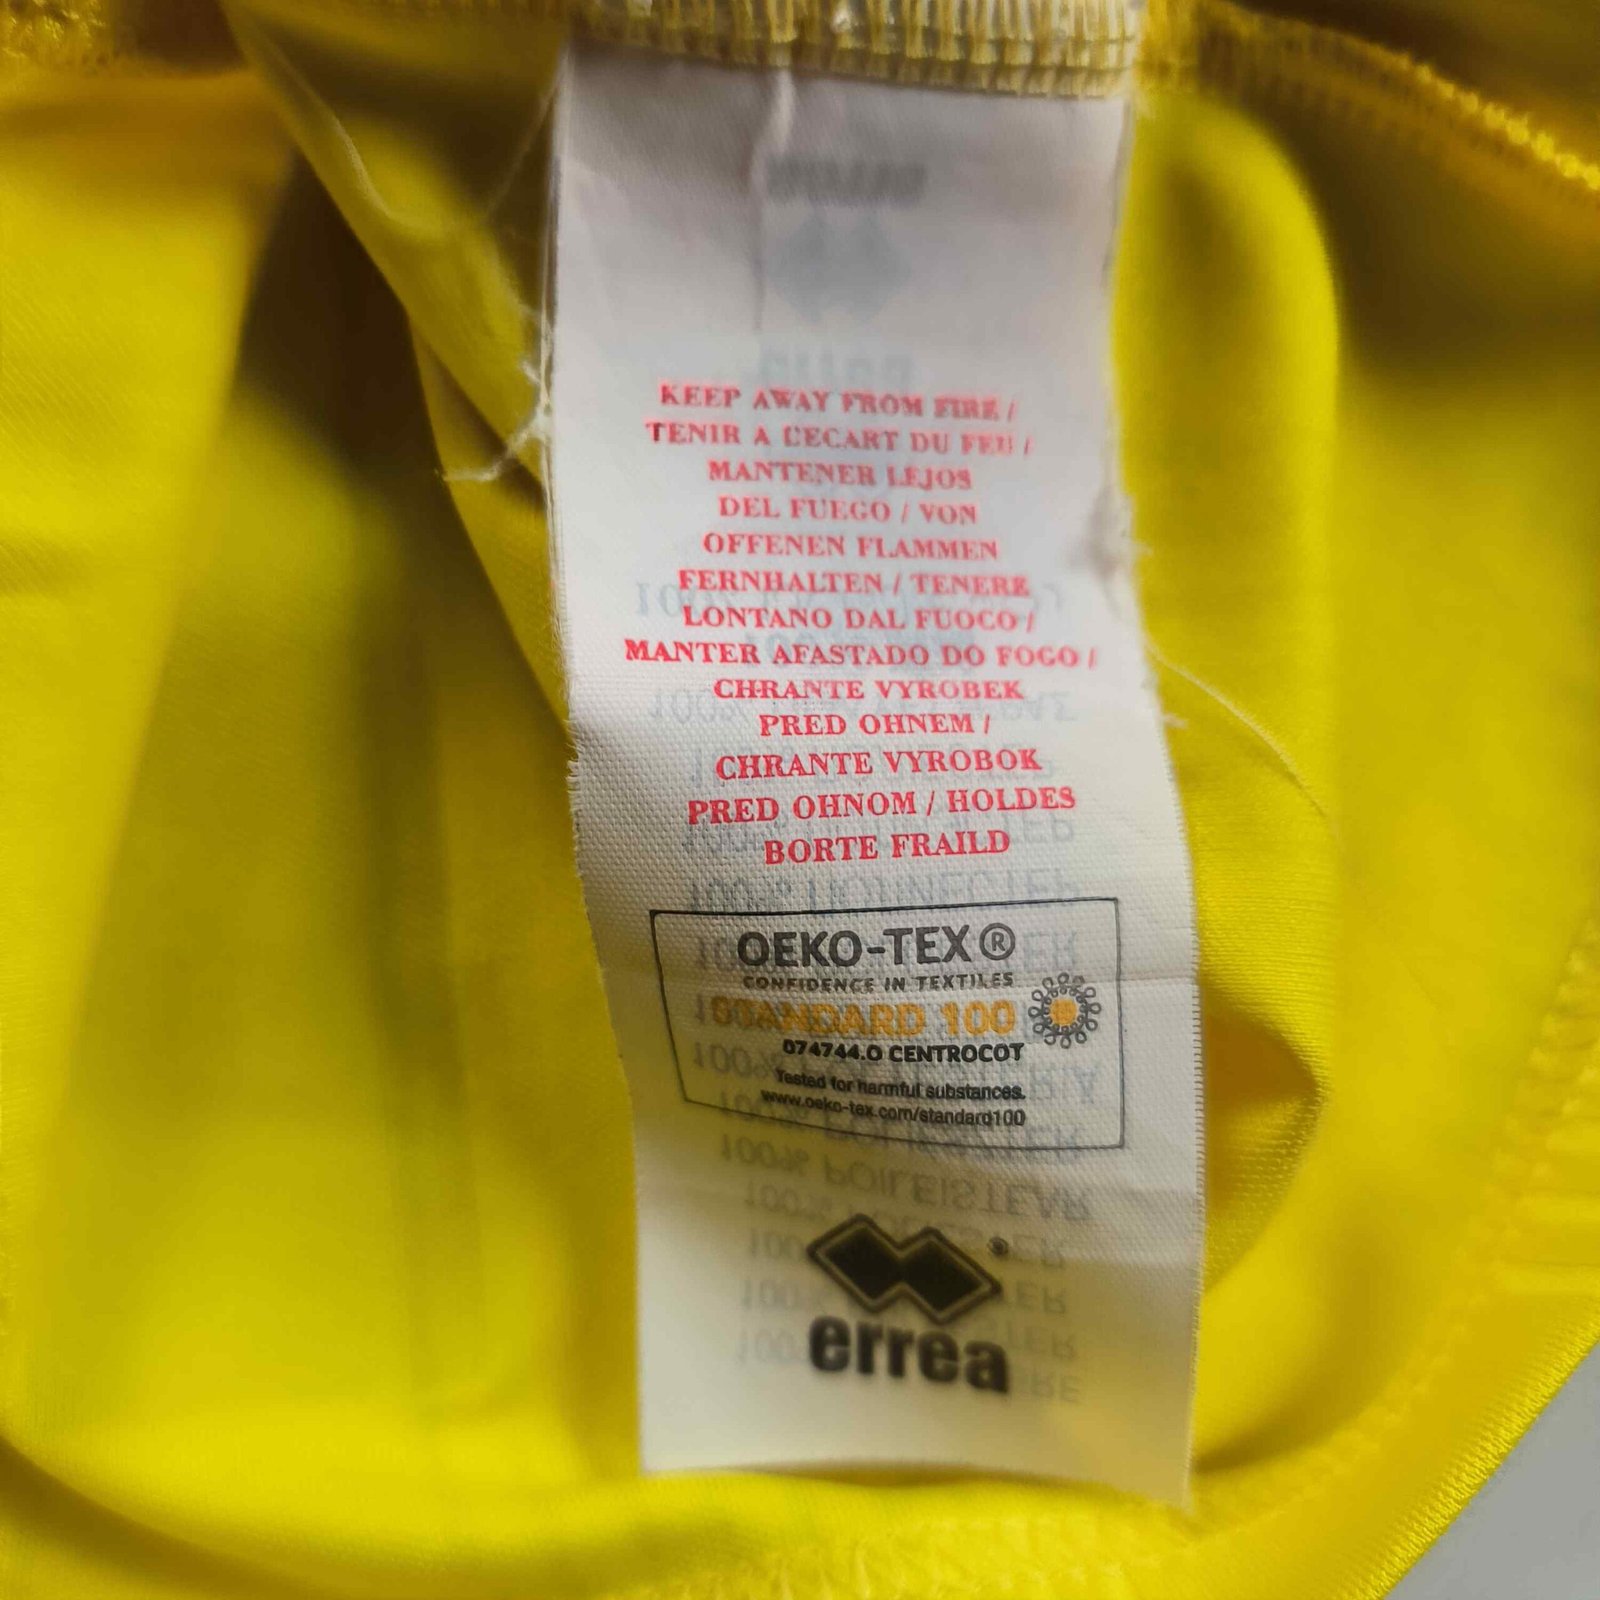 KEEP AWAY FROM FIRE /
TENIR A L'ECART DU FEU /
MANTENER LEJOS
DEL FUEGO / VON
OFFENEN FLAMMEN
FERNHALTEN / TENERE
LONTANO DAL FUOCO /
MANTER AFASTADO DO FOGO /
CHRANTE VYROBEK
PRED OHNEM /
CHRANTE VYROBOK
PRED OHNOM / HOLDES
BORTE FRAILD
OEKO-TEX®
CONFIDENCE IN TEXTILES
STANDARD 100
074744.O CENTROCOT
Tested for harmful substances.
www.oeko-tex.com/standard100
®
errea